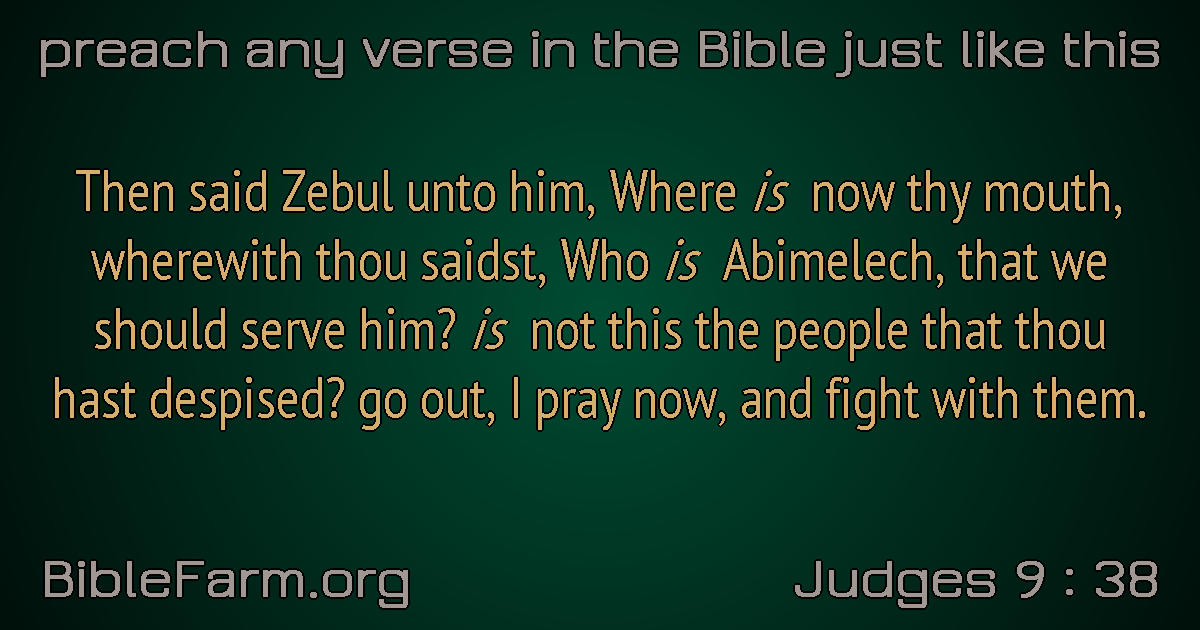 preach any verse in the Bible just like this
Then said Zebul unto him, Where is now thy mouth,
wherewith thou saidst, Who is Abimelech, that we
should serve him? is not this the people that thou
hast despised? go out, I pray now, and fight with them.
BibleFarm.org
Judges 9 : 38